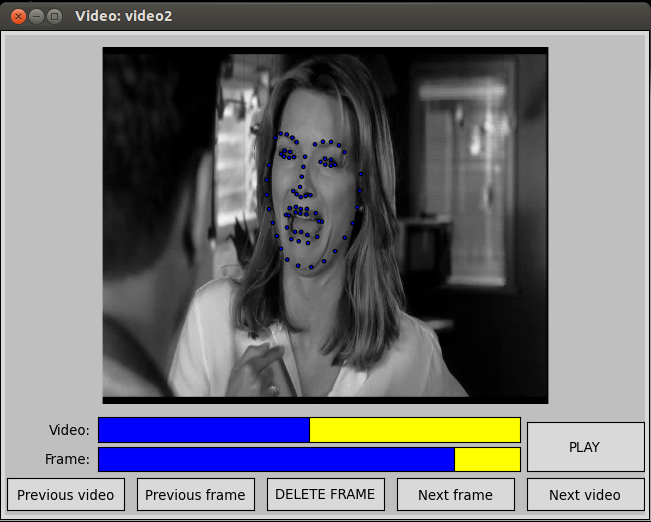 Video: video2
Video:
PLAY
Frame:
Previous video
Previous frame
DELETE FRAME
Next frame
Next video